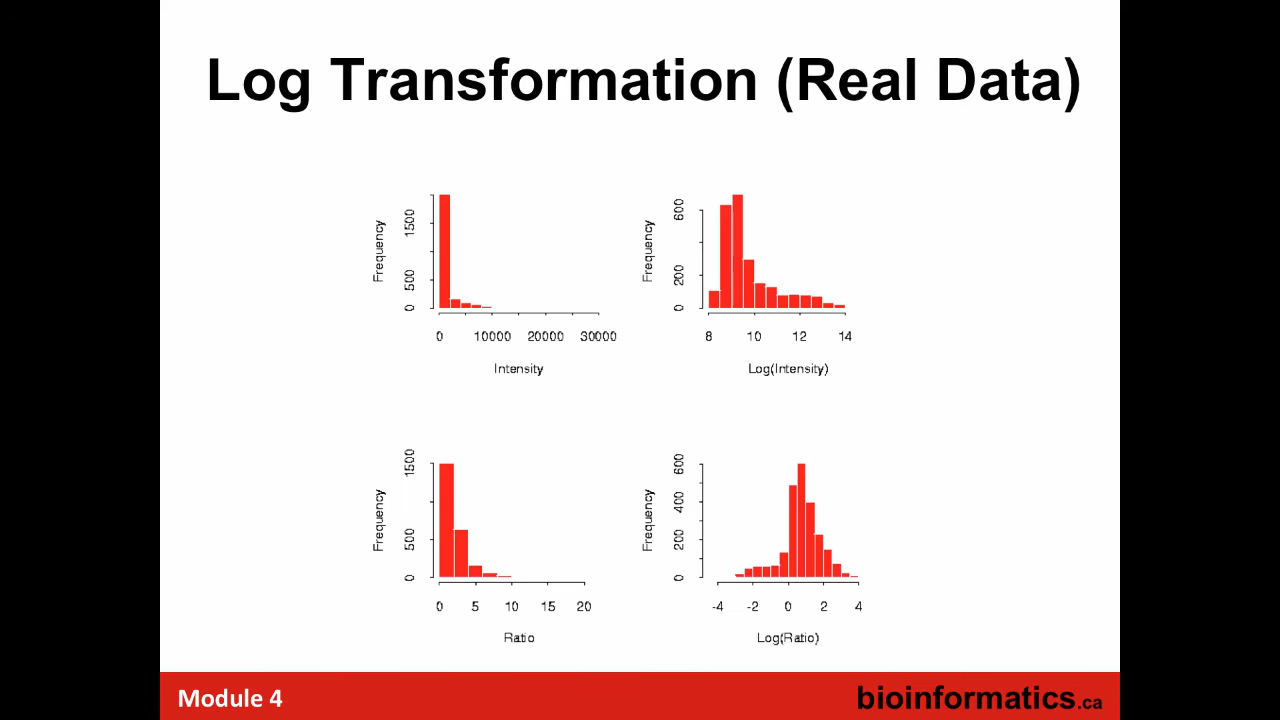 Log Transformation (Real Data)
Frequency
1500
500
0
0 10000 20000 30000
Intensity
Frequency
600
200
0
8 10 12 14
Log(Intensity)
Frequency
1500
500
0
0 5 10 15 20
Ratio
Frequency
600
400
200
0
-4 -2 0 2 4
Log(Ratio)
Module 4
bioinformatics.ca